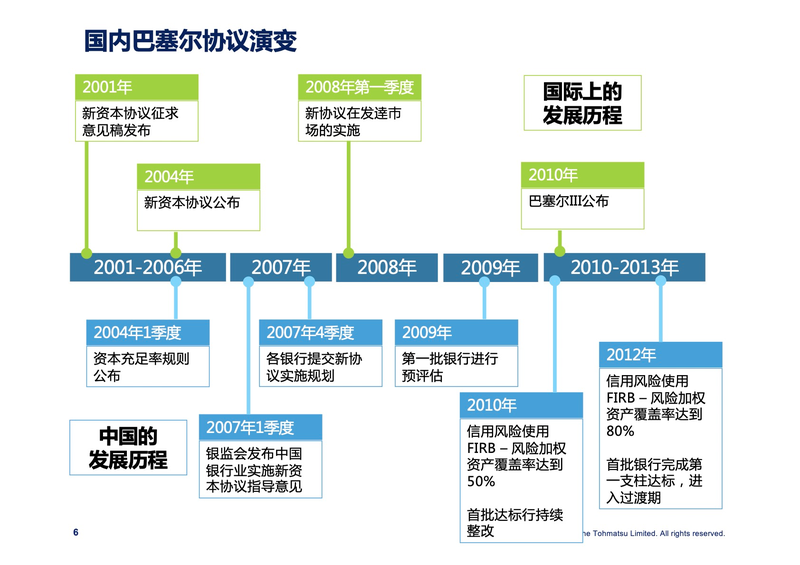 国内巴塞尔协议演变
2001年
新资本协议征求
意见稿发布
2008年第一季度
新协议在发逹市
场的实施
国际上的
发展历程
2004年
新资本协议公布
2010年
巴塞尔III公布
2001-2006年
2007年
2008年
2009年
2010-2013年
2004年1季度
资本充足率规则
公布
2007年4季度
各银行提交新协
议实施规划
2009年
第一批银行进行
预评估
2012年
信用风险使用
FIRB – 风险加权
资产覆盖率达到
80%
首批银行完成第
一支柱达标，进
入过渡期
2010年
信用风险使用
FIRB – 风险加权
资产覆盖率达到
50%
首批达标行持续
整改
中国的
发展历程
2007年1季度
银监会发布中国
银行业实施新资
本协议指导意见
6
he Tohmatsu Limited. All rights reserved.